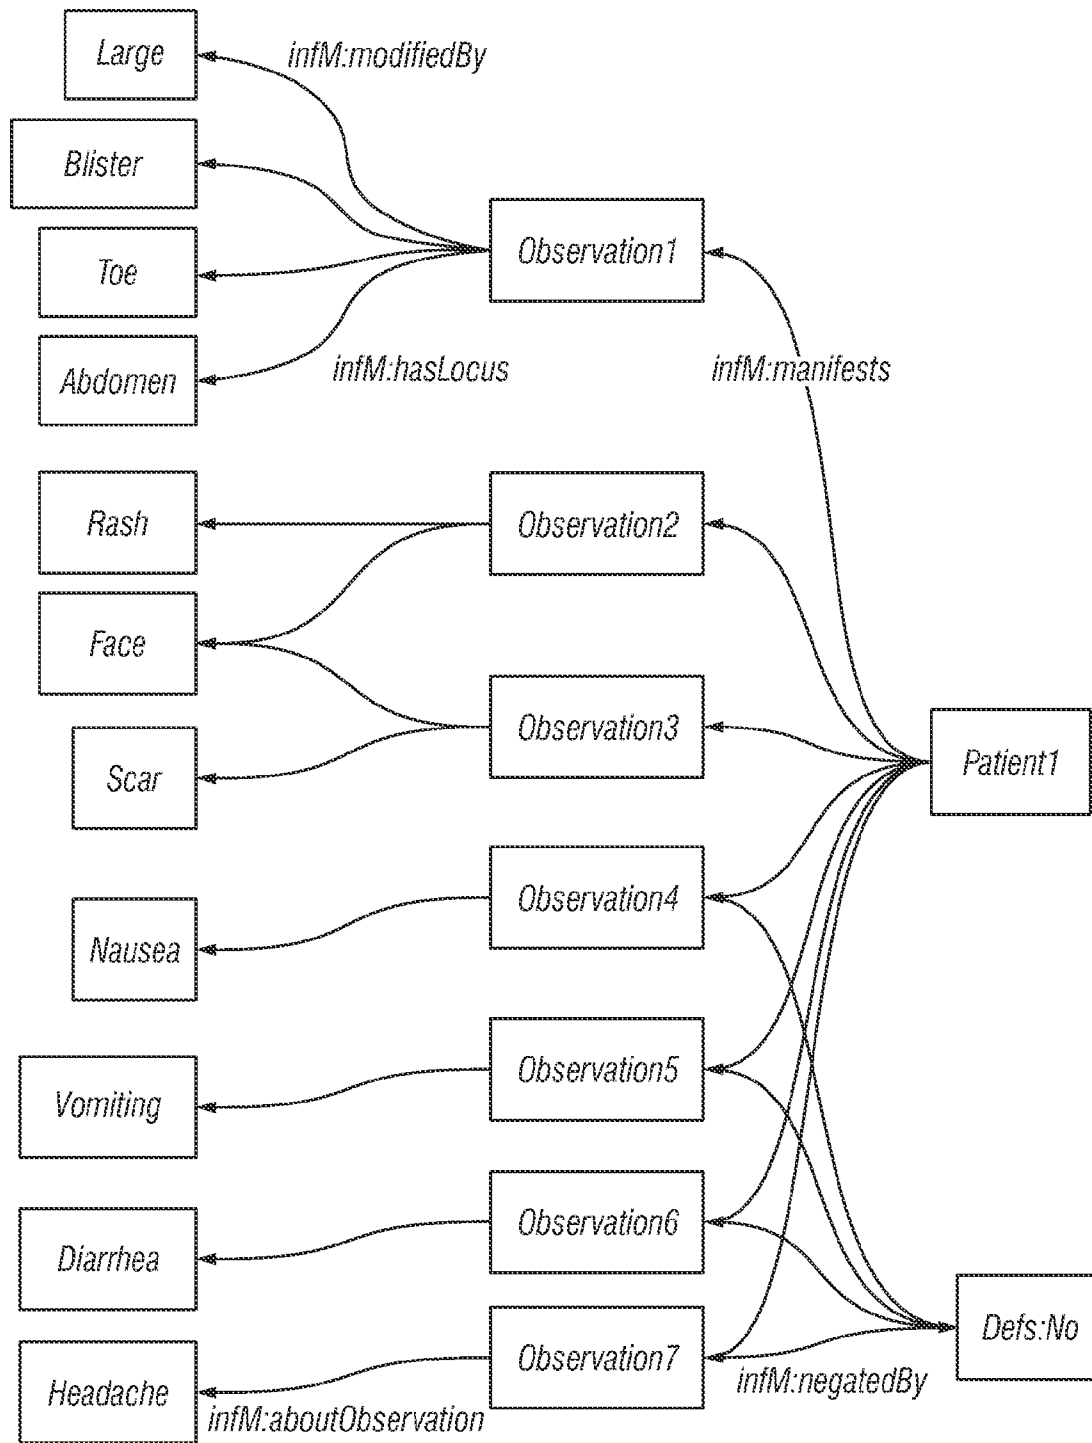 Large
infM:modifiedBy
Blister
Observation1
Toe
Abdomen
infM:hasLocus
infM:manifests
Rash
Observation2
Face
Observation3
Scar
Patient1
Observation4
Nausea
Observation5
Vomiting
Observation6
Diarrhea
Defs:No
Observation7
infM:negatedBy
Headache
infM:aboutObservation